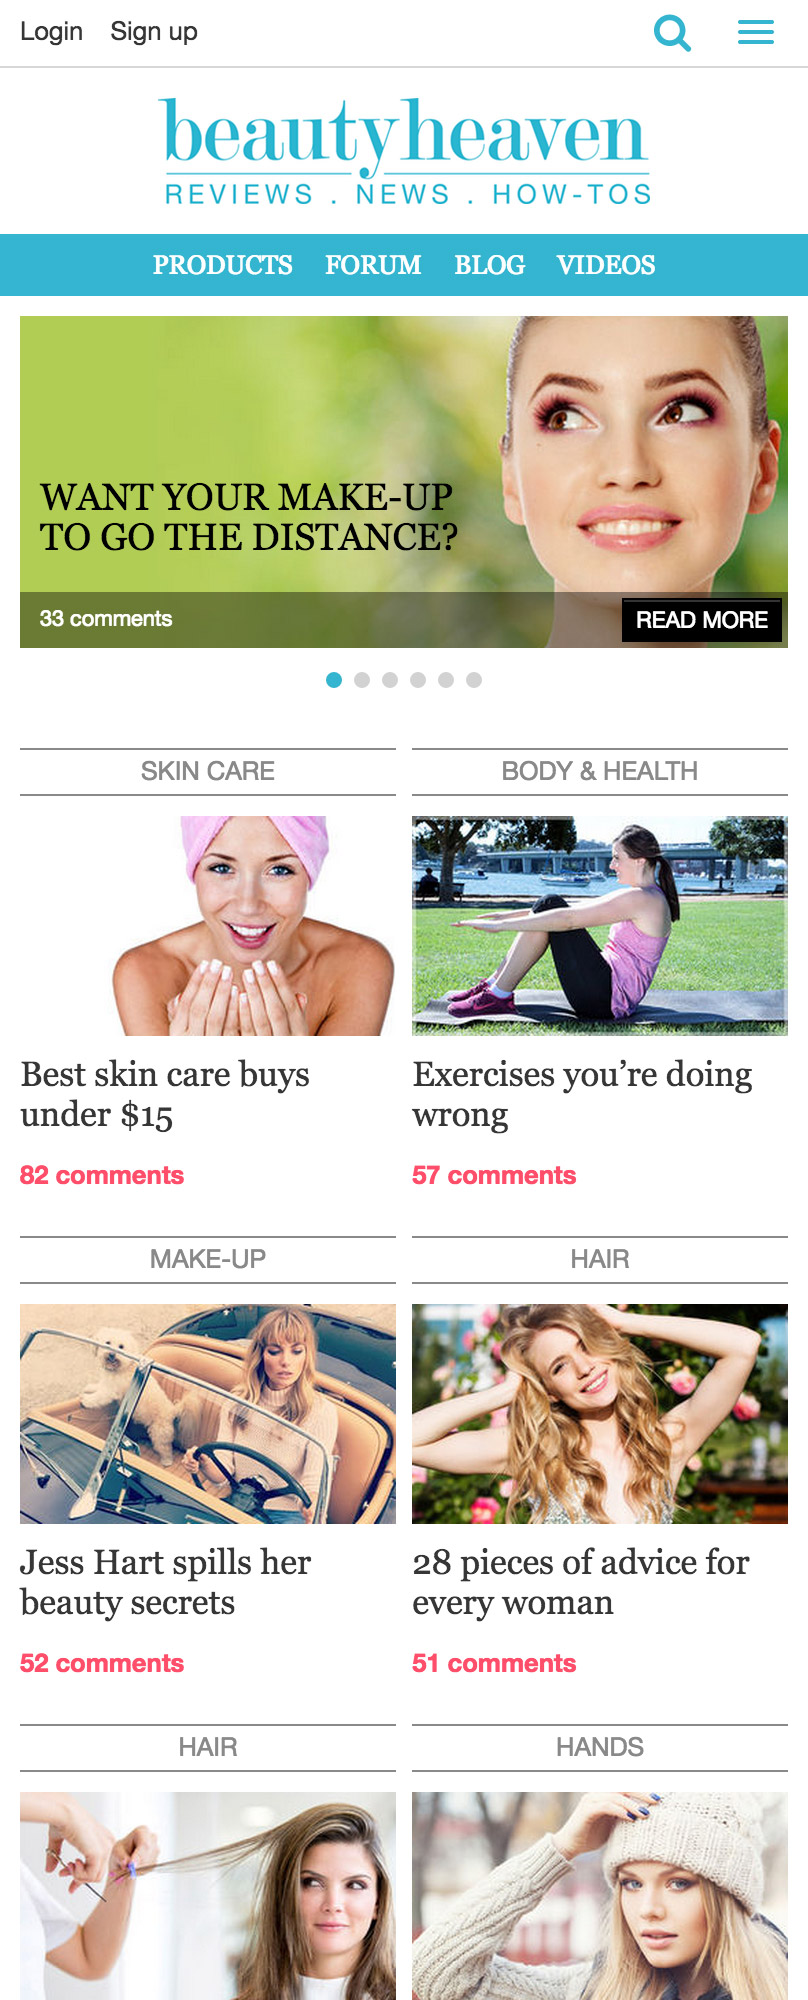 Login Sign up
beautyheaven
REVIEWS . NEWS . HOW-TOS
PRODUCTS FORUM BLOG VIDEOS
WANT YOUR MAKE-UP
TO GO THE DISTANCE?
33 comments READ MORE
SKIN CARE
Best skin care buys
under $15
82 comments
BODY & HEALTH
Exercises you’re doing
wrong
57 comments
MAKE-UP
Jess Hart spills her
beauty secrets
52 comments
HAIR
28 pieces of advice for
every woman
51 comments
HAIR
HANDS